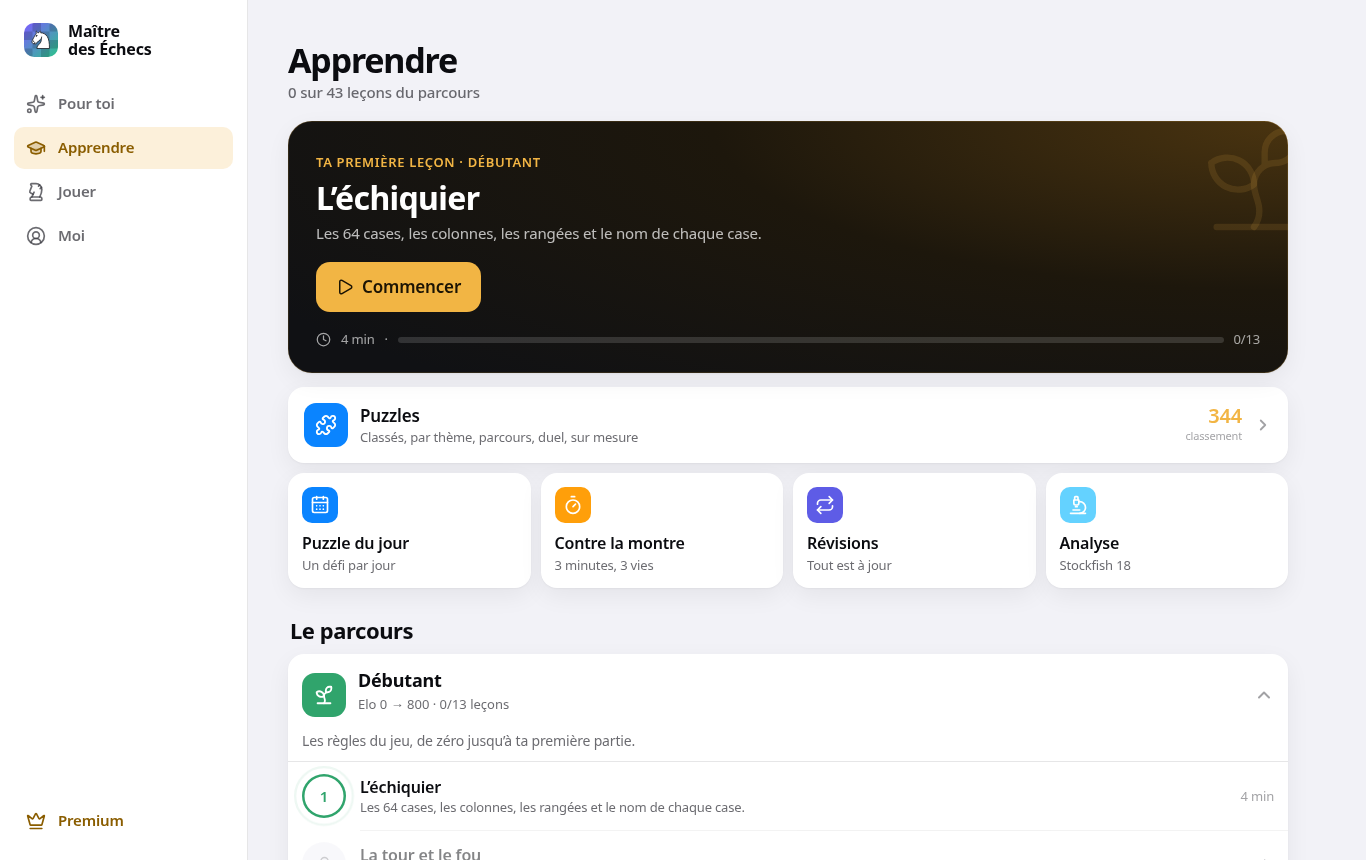 Maître
des Échecs
Pour toi
Apprendre
Jouer
Moi
Premium
Apprendre
0 sur 43 leçons du parcours
TA PREMIÈRE LEÇON · DÉBUTANT
L’échiquier
Les 64 cases, les colonnes, les rangées et le nom de chaque case.
Commencer
4 min ·
0/13
Puzzles
Classés, par thème, parcours, duel, sur mesure
344
classement
Puzzle du jour
Un défi par jour
Contre la montre
3 minutes, 3 vies
Révisions
Tout est à jour
Analyse
Stockfish 18
Le parcours
Débutant
Elo 0 → 800 · 0/13 leçons
Les règles du jeu, de zéro jusqu’à ta première partie.
1
L’échiquier
Les 64 cases, les colonnes, les rangées et le nom de chaque case.
4 min
La tour et le fou